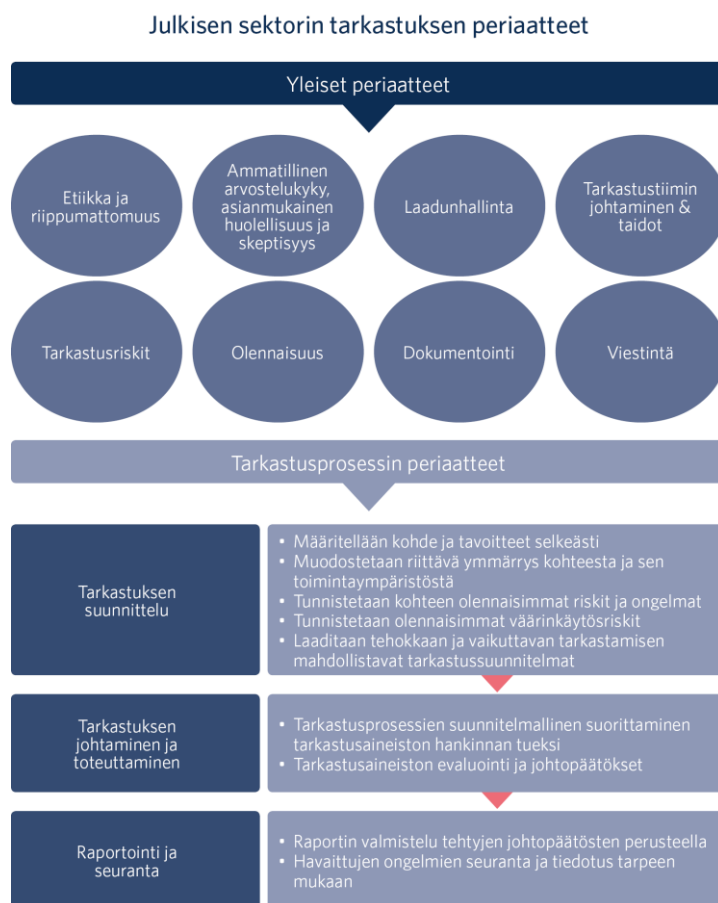 Julkisen sektorin tarkastuksen periaatteet
Yleiset periaatteet
Etiikka ja
riippumattomuus
Ammatillinen
arvostelukyky,
asianmukainen
huolellisuus ja
skeptisyys
Laadunhallinta
Tarkastustiimin
johtaminen &
taidot
Tarkastusriskit
Olennaisuus
Dokumentointi
Viestintä
Tarkastusprosessin periaatteet
Tarkastuksen
suunnittelu
• Määritellään kohde ja tavoitteet selkeästi
• Muodostetaan riittävä ymmärrys kohteesta ja sen
toimintaympäristöstä
• Tunnistetaan kohteen olennaisimmat riskit ja ongelmat
• Tunnistetaan olennaisimmat väärinkäytösriskit
• Laaditaan tehokkaan ja vaikuttavan tarkastamisen
mahdollistavat tarkastussuunnitelmat
Tarkastuksen
johtaminen ja
toteuttaminen
• Tarkastusprosessien suunnitelmallinen suorittaminen
tarkastusaineiston hankinnan tueksi
• Tarkastusaineiston evaluointi ja johtopäätökset
Raportointi ja
seuranta
• Raportin valmistelu tehtyjen johtopäätösten perusteella
• Havaittujen ongelmien seuranta ja tiedotus tarpeen
mukaan